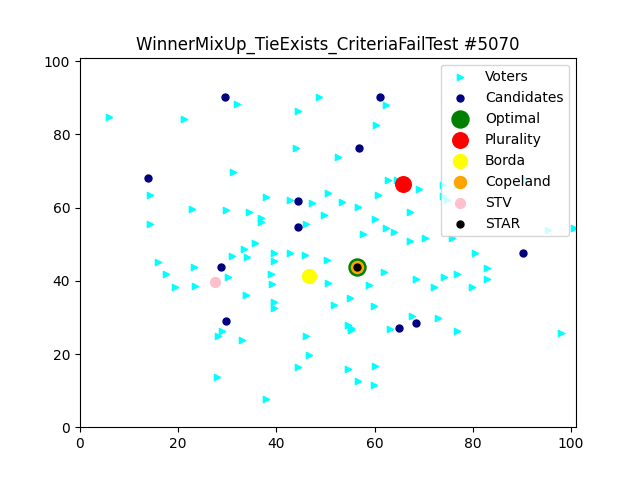 WinnerMixUp_TieExists_CriteriaFailTest #5070
100
80
60
40
20
0
0
20
40
60
80
100
Voters
Candidates
Optimal
Plurality
Borda
Copeland
STV
STAR